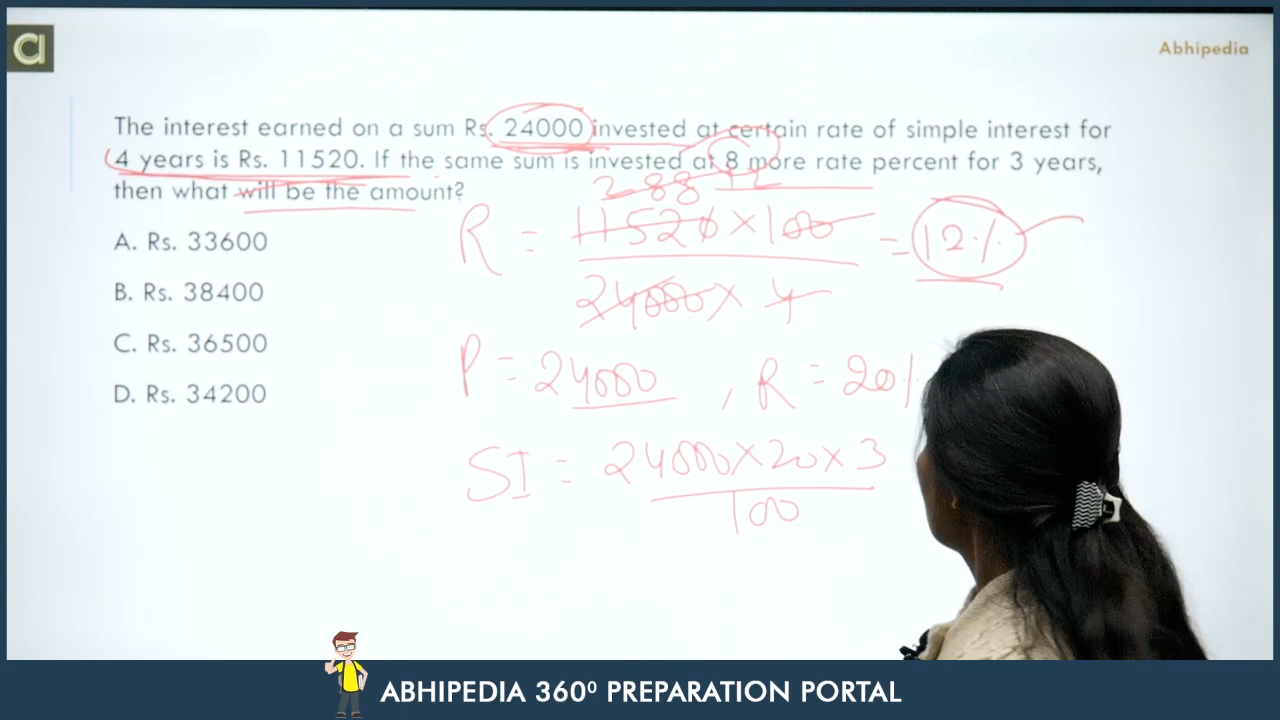 Abhipedia
The interest earned on a sum Rs. 24000 invested at certain rate of simple interest for
4 years is Rs. 11520. If the same sum is invested at 8 more rate percent for 3 years,
then what will be the amount?
A. Rs. 33600
B. Rs. 38400
C. Rs. 36500
D. Rs. 34200
288 12
R = 11520 × 100 = 12%
24000 × 4
P = 24000 , R = 20%
SI = 24000 × 20 × 3
100
ABHIPEDIA 360⁰ PREPARATION PORTAL